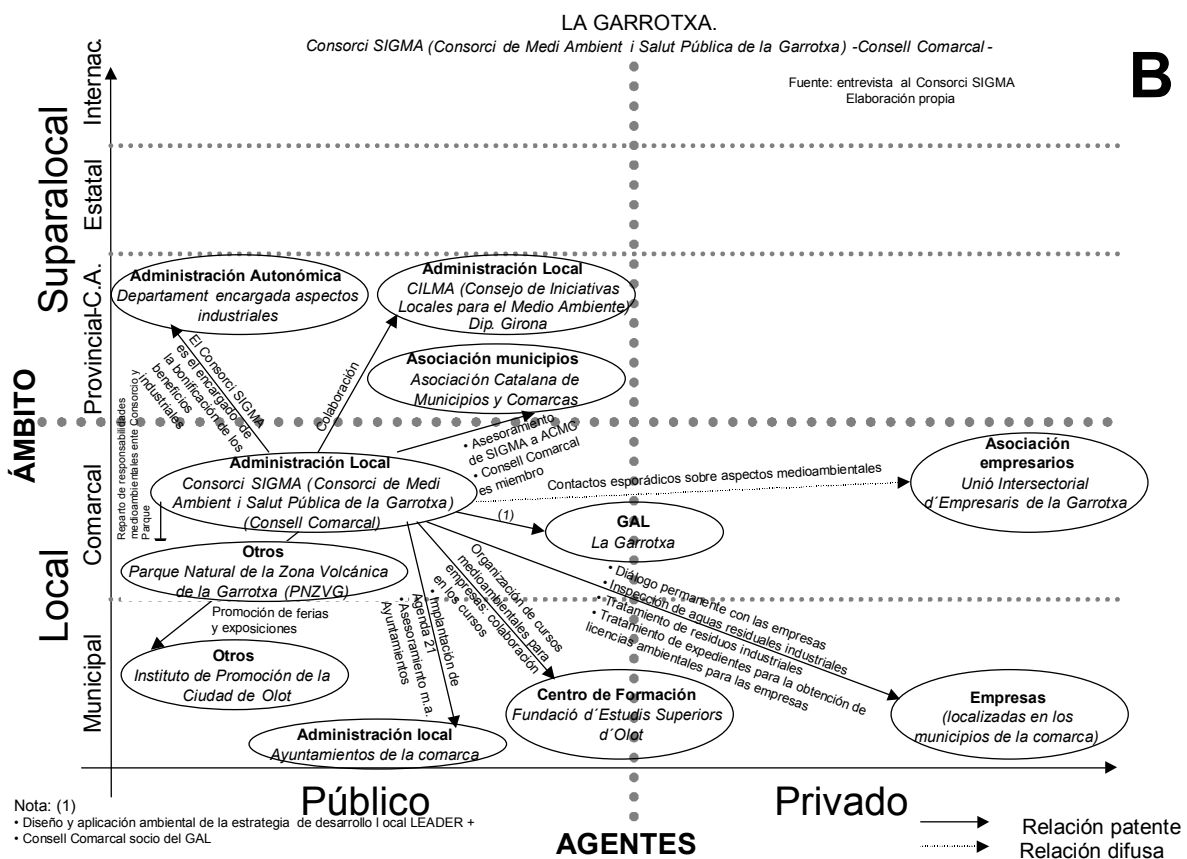 LA GARROTXA.
Consorci SIGMA (Consorci de Medi Ambient i Salut Pública de la Garrotxa) -Consell Comarcal -
B
Fuente: entrevista al Consorci SIGMA
Elaboración propia
ÁMBITO
Suparalocal
Local
Internac.
Estatal
Provincial-C.A.
Comarcal
Municipal
Administración Autonómica
Departament encargada aspectos
industriales
Administración Local
CILMA (Consejo de Iniciativas
Locales para el Medio Ambiente)
Dip. Girona
Asociación municipios
Asociación Catalana de
Municipios y Comarcas
El Consorci SIGMA
es el encargado de
la bonificación de los
beneficios
industriales
Colaboración
• Asesoramiento
de SIGMA a ACMC
• Consell Comarcal
es miembro
Reparto de responsabilidades
medioambientales ente Consorcio y
Parque
Administración Local
Consorci SIGMA (Consorci de Medi
Ambient i Salut Pública de la Garrotxa)
(Consell Comarcal)
Contactos esporádicos sobre aspectos medioambientales
Asociación
empresarios
Unió Intersectorial
d´Empresaris de la Garrotxa
(1)
GAL
La Garrotxa
Otros
Parque Natural de la Zona Volcánica
de la Garrotxa (PNZVG)
Promoción de ferias
y exposiciones
Otros
Instituto de Promoción de la
Ciudad de Olot
• Implantación de
Agenda 21
• Asesoramiento m.a.
Ayuntamientos
Organización de cursos
medioambientales para
empresas: colaboración
en los cursos
• Diálogo permanente con las empresas
• Inspección de aguas residuales industriales
• Tratamiento de residuos industriales
• Tratamiento de expedientes para la obtención de
licencias ambientales para las empresas
Administración local
Ayuntamientos de la comarca
Centro de Formación
Fundació d´Estudis Superiors
d´Olot
Empresas
(localizadas en los
municipios de la comarca)
Público
Privado
AGENTES
Nota: (1)
• Diseño y aplicación ambiental de la estrategia de desarrollo l ocal LEADER +
• Consell Comarcal socio del GAL
Relación patente
Relación difusa